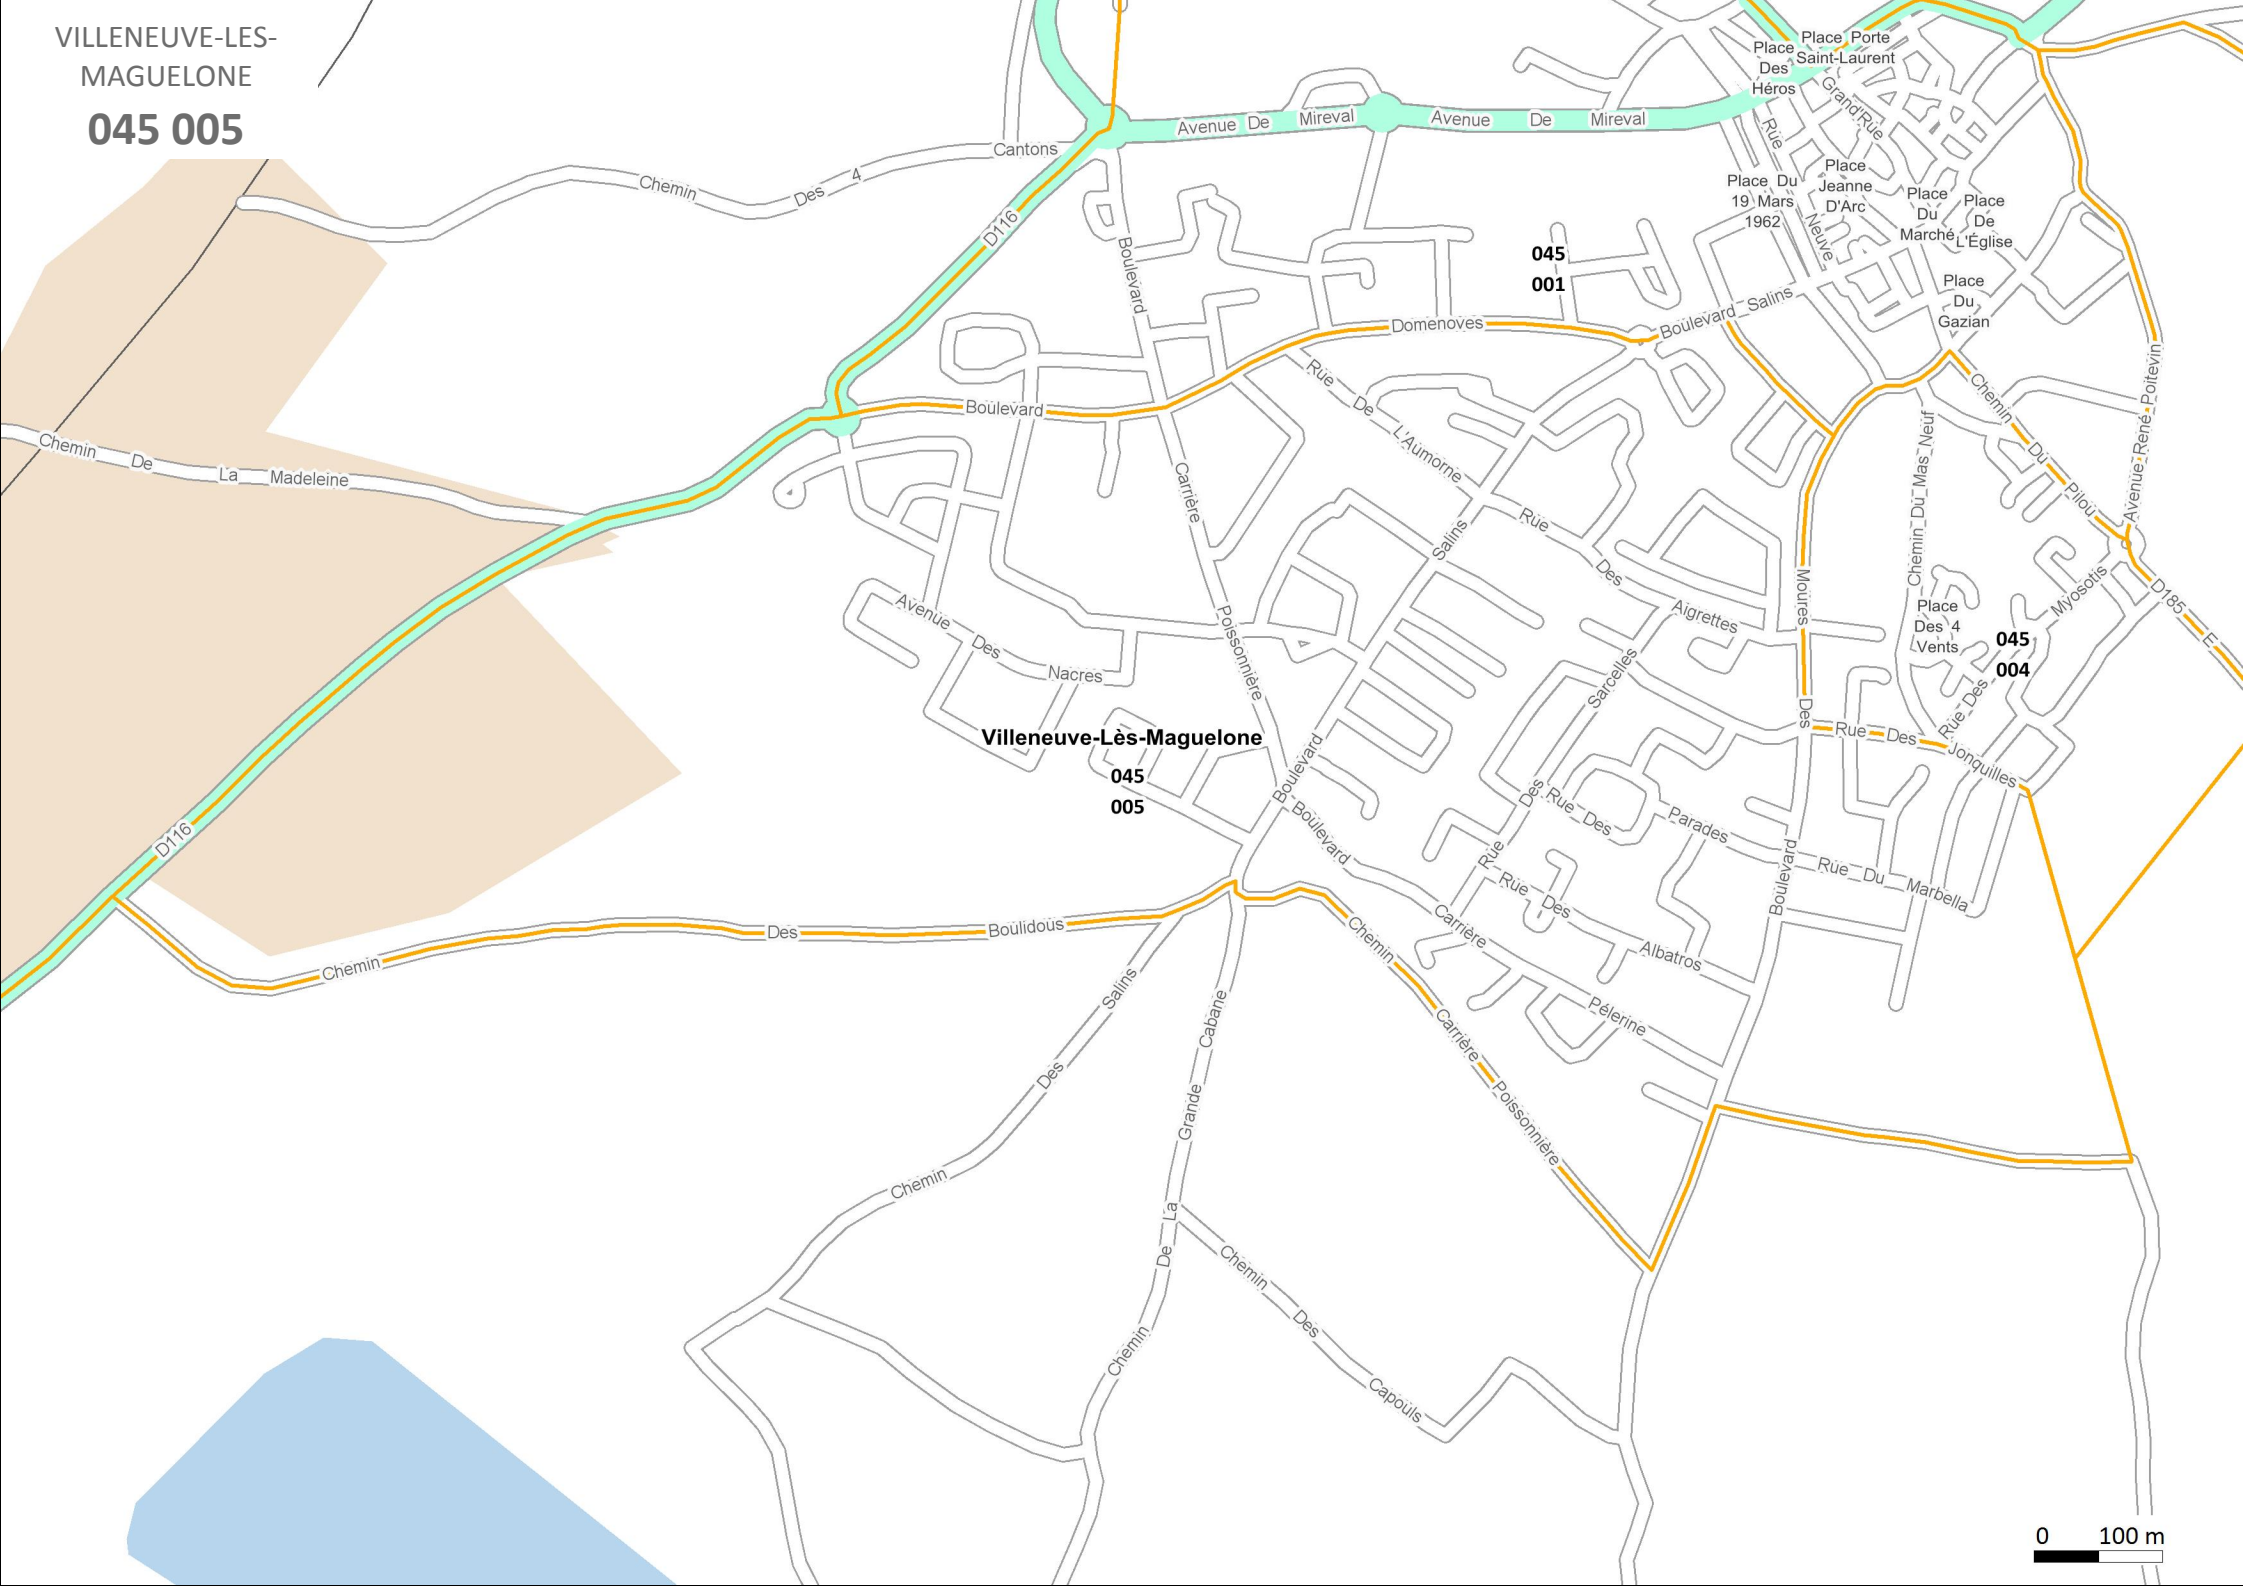 VILLENEUVE-LES-
MAGUELONE
045 005
Place Porte
Saint-Laurent
Place
Des
Héros
Grand'Rue
Avenue De Mireval
Avenue De Mireval
Rue
Neuve
Cantons
Chemin Des 4
Place
Jeanne
D'Arc
Place Du
19 Mars
1962
Place
Du
Marché
Place
De
L'Église
D116
Boulevard
045
001
Place
Du
Gazian
Boulevard Salins
Domenoves
Boulevard
Rue De L'Aumorne
Chemin Du Pilou
Avenue René Poitevin
Chemin Du Mas Neuf
Chemin De La Madeleine
Carrière
Poissonnière
Salins
Boulevard
Rue Des Aigrettes
Moures
Des
Boulevard
Place
Des 4
Vents
Myosotis
Rue Des
045
004
D185
E
Avenue Des Nacres
Sarcelles
Des
Rue
Rue Des Jonquilles
Villeneuve-Lès-Maguelone
045
005
D116
Rue Des Parades
Rue Du Marbella
Boulevard
Carrière
Pélerine
Rue Des Albatros
Chemin Des Boulidous
Chemin Carrière Poissonnière
Salins
Des
Chemin
Cabane
Grande
La
De
Chemin
Chemin Des Capouls
0 100 m